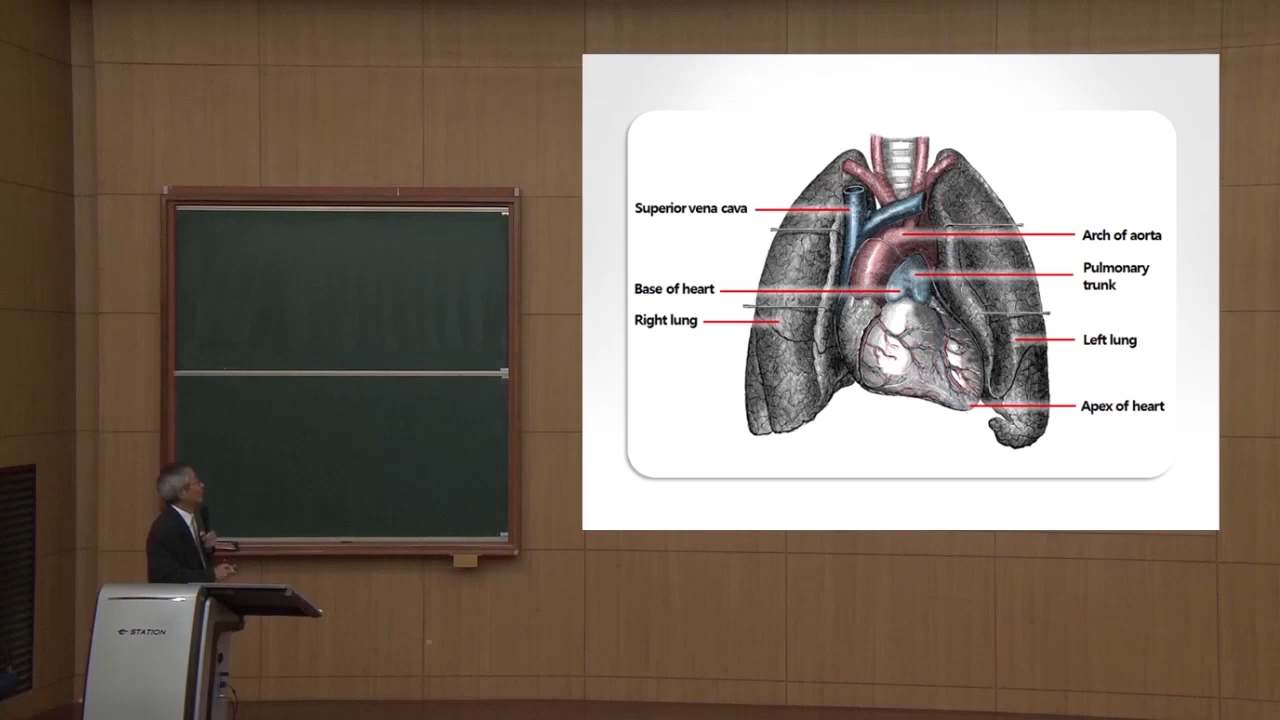 Superior vena cava
Arch of aorta
Pulmonary
trunk
Base of heart
Right lung
Left lung
Apex of heart
STATION